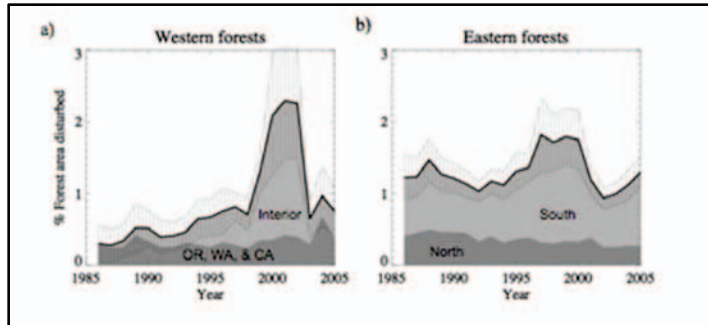 a)
Western forests
3
2
1
0
% Forest area disturbed
Interior
OR, WA, & CA
1985 1990 1995 2000 2005
Year
b)
Eastern forests
3
2
1
0
South
North
1985 1990 1995 2000 2005
Year